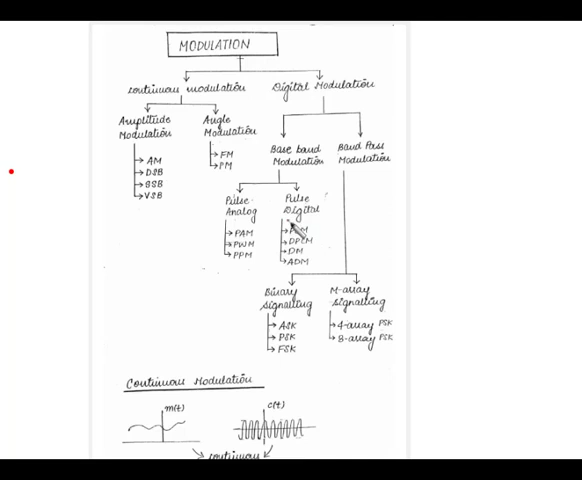 MODULATION
continuous modulation
Digital Modulation
Amplitude
Modulation
Angle
Modulation
AM
DSB
SSB
VSB
FM
PM
Base band
Modulation
Band Pass
Modulation
Pulse
Analog
PAM
PWM
PPM
Pulse
Digital
DPCM
DM
ADM
Binary
Signalling
ASK
PSK
FSK
M-array
Signalling
4-array PSK
8-array PSK
Continuous Modulation
m(t)
c(t)
continuous